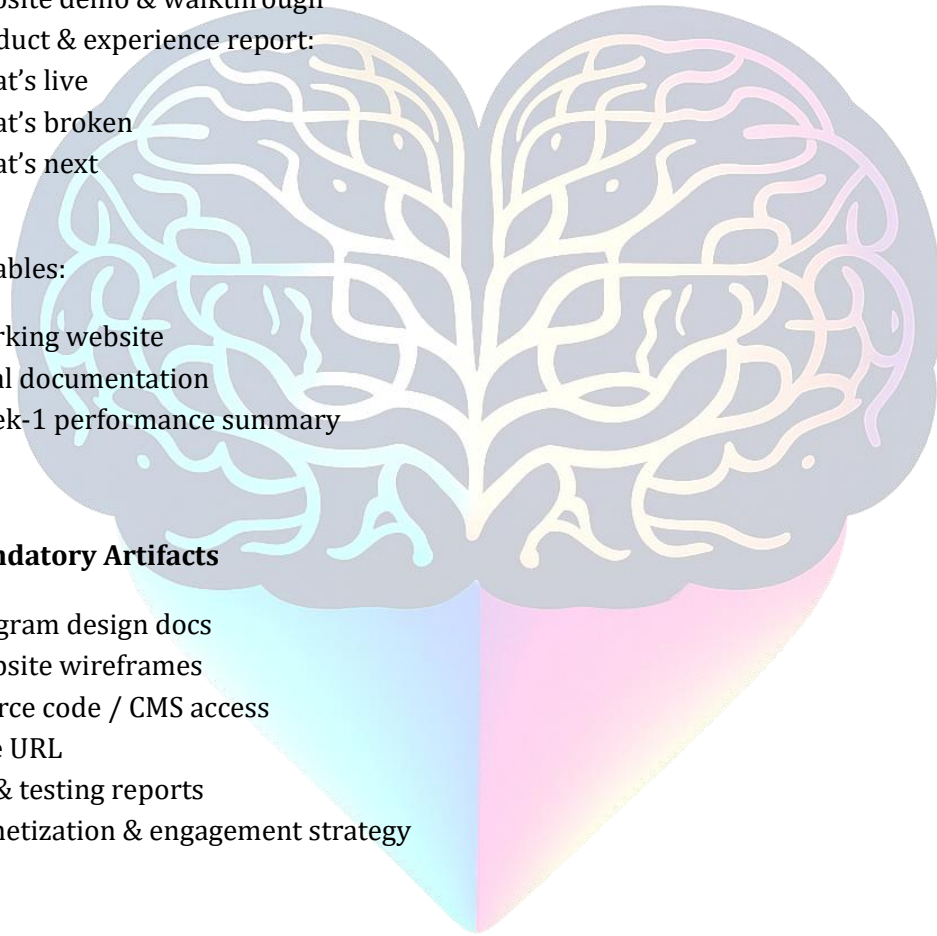 bsite demo & walkthrough
duct & experience report:
at’s live
at’s broken
at’s next
ables:
rking website
al documentation
ek-1 performance summary
ndatory Artifacts
gram design docs
bsite wireframes
rce code / CMS access
e URL
& testing reports
netization & engagement strategy